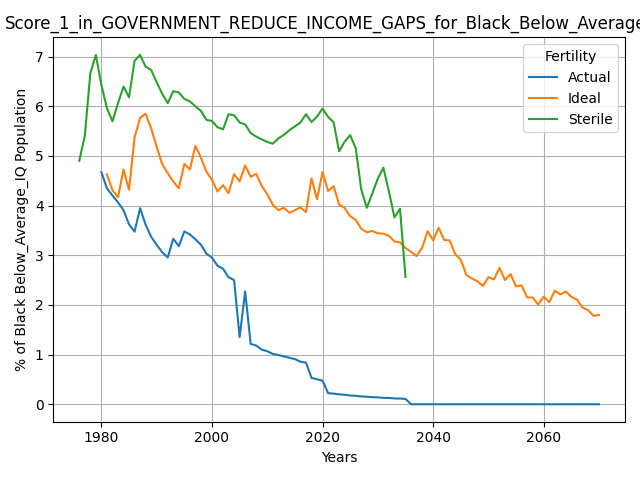 Score_1_in_GOVERNMENT_REDUCE_INCOME_GAPS_for_Black_Below_Average
Fertility
Actual
Ideal
Sterile
% of Black Below_Average_IQ Population
7
6
5
4
3
2
1
0
1980 2000 2020 2040 2060
Years